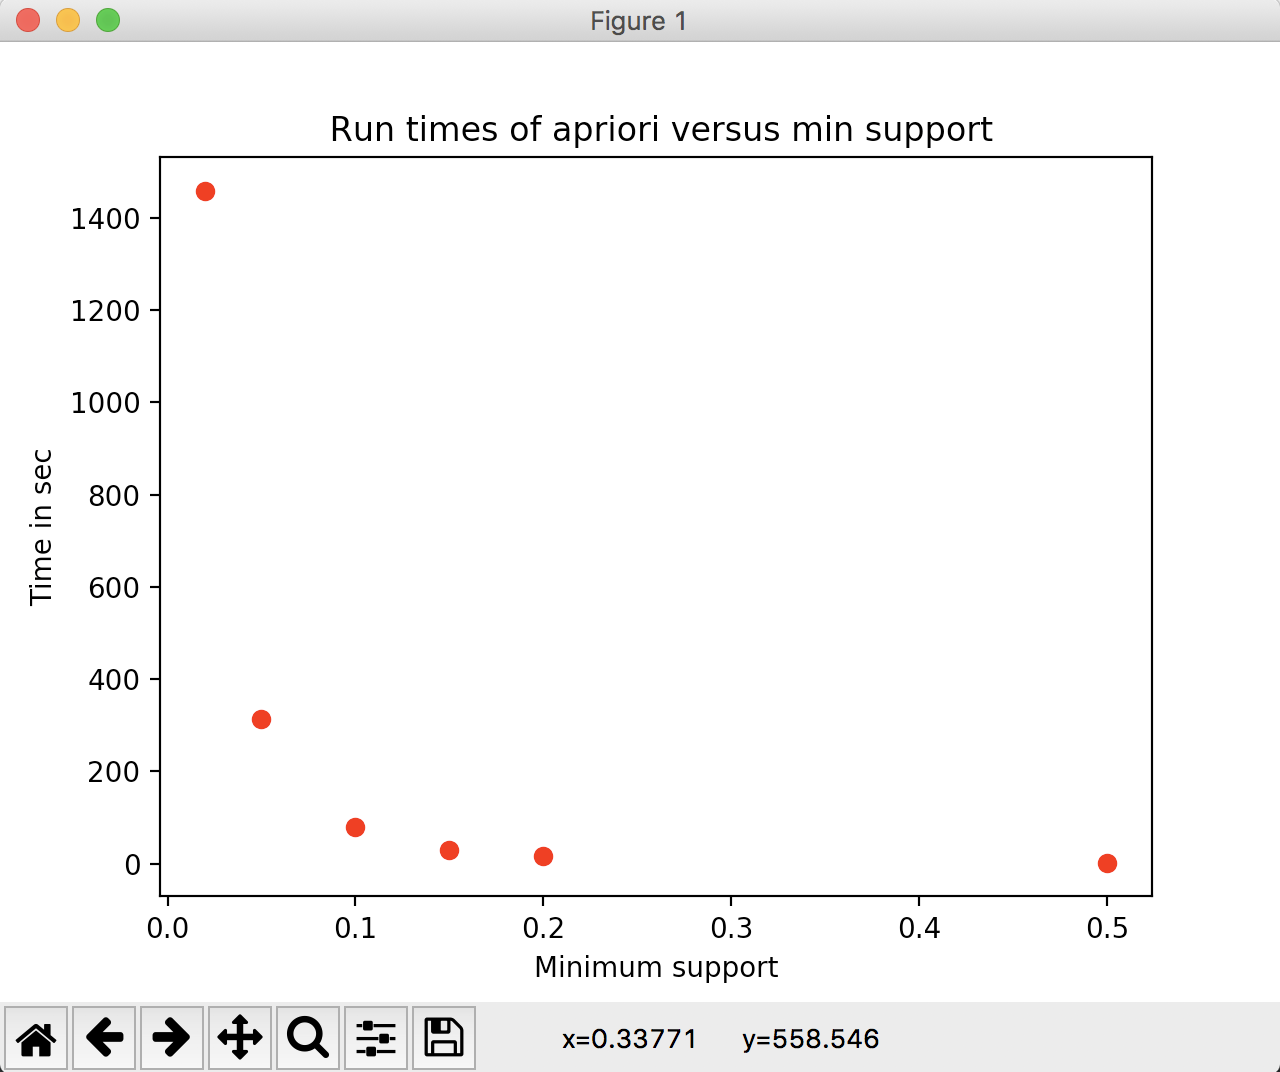 Figure 1
Run times of apriori versus min support
1400
1200
1000
800
600
400
200
0
Time in sec
0.0 0.1 0.2 0.3 0.4 0.5
Minimum support
x=0.33771 y=558.546